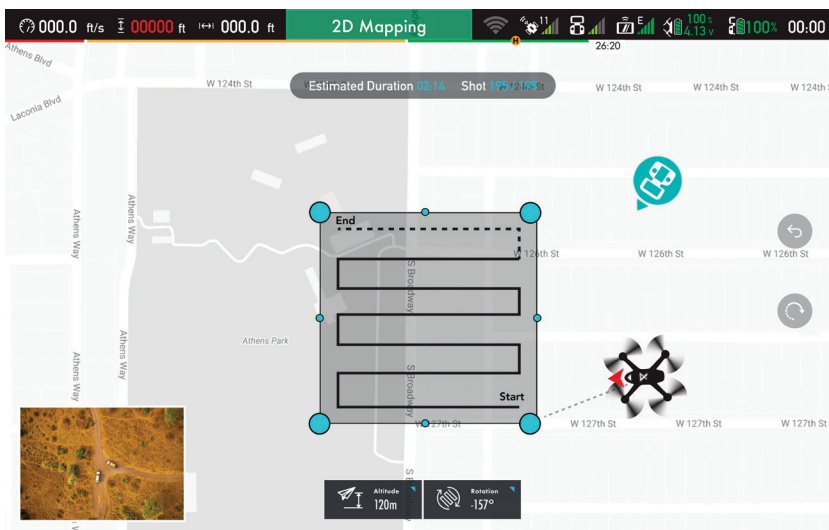 000.0 ft/s 00000 ft 000.0 ft 2D Mapping 11 E 100% 4.13 V 100% 00:00
26:20
Athens Blvd
Laconia Blvd
W 124th St
Estimated Duration 02:14 Shot 195 / 195
W 124th St
W 124th St
W 124th
Athens Way
Athens Way
End
W 126th St
W 126th St
W 126th St
S Broadway
Athens Park
Athens Way
Athens Way
S Broadway
Start
W 127th St
W 127th St
W 127th St
W 127th St
Altitude
120m
Rotation
-157°